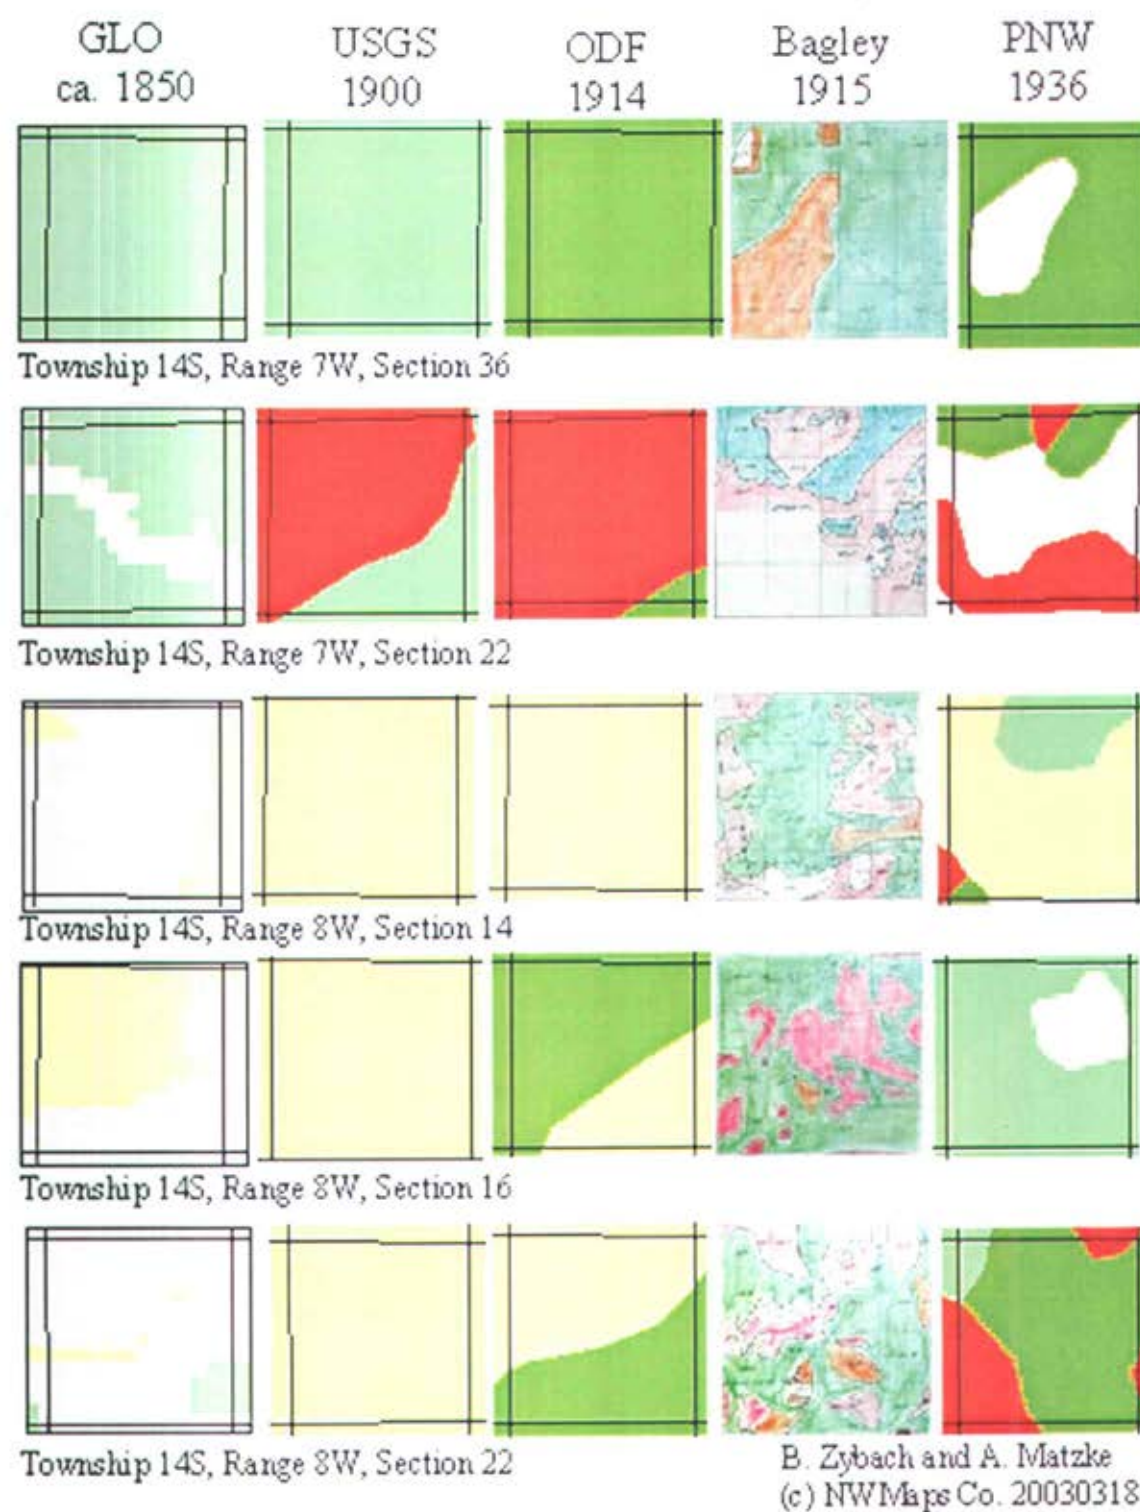 GLO USGS ODF Bagley PNW
ca. 1850 1900 1914 1915 1936
Township 14S, Range 7W, Section 36
Township 14S, Range 7W, Section 22
Township 14S, Range 8W, Section 14
Township 14S, Range 8W, Section 16
Township 14S, Range 8W, Section 22
B. Zybach and A. Matzke
(c) NWMaps Co. 20030318